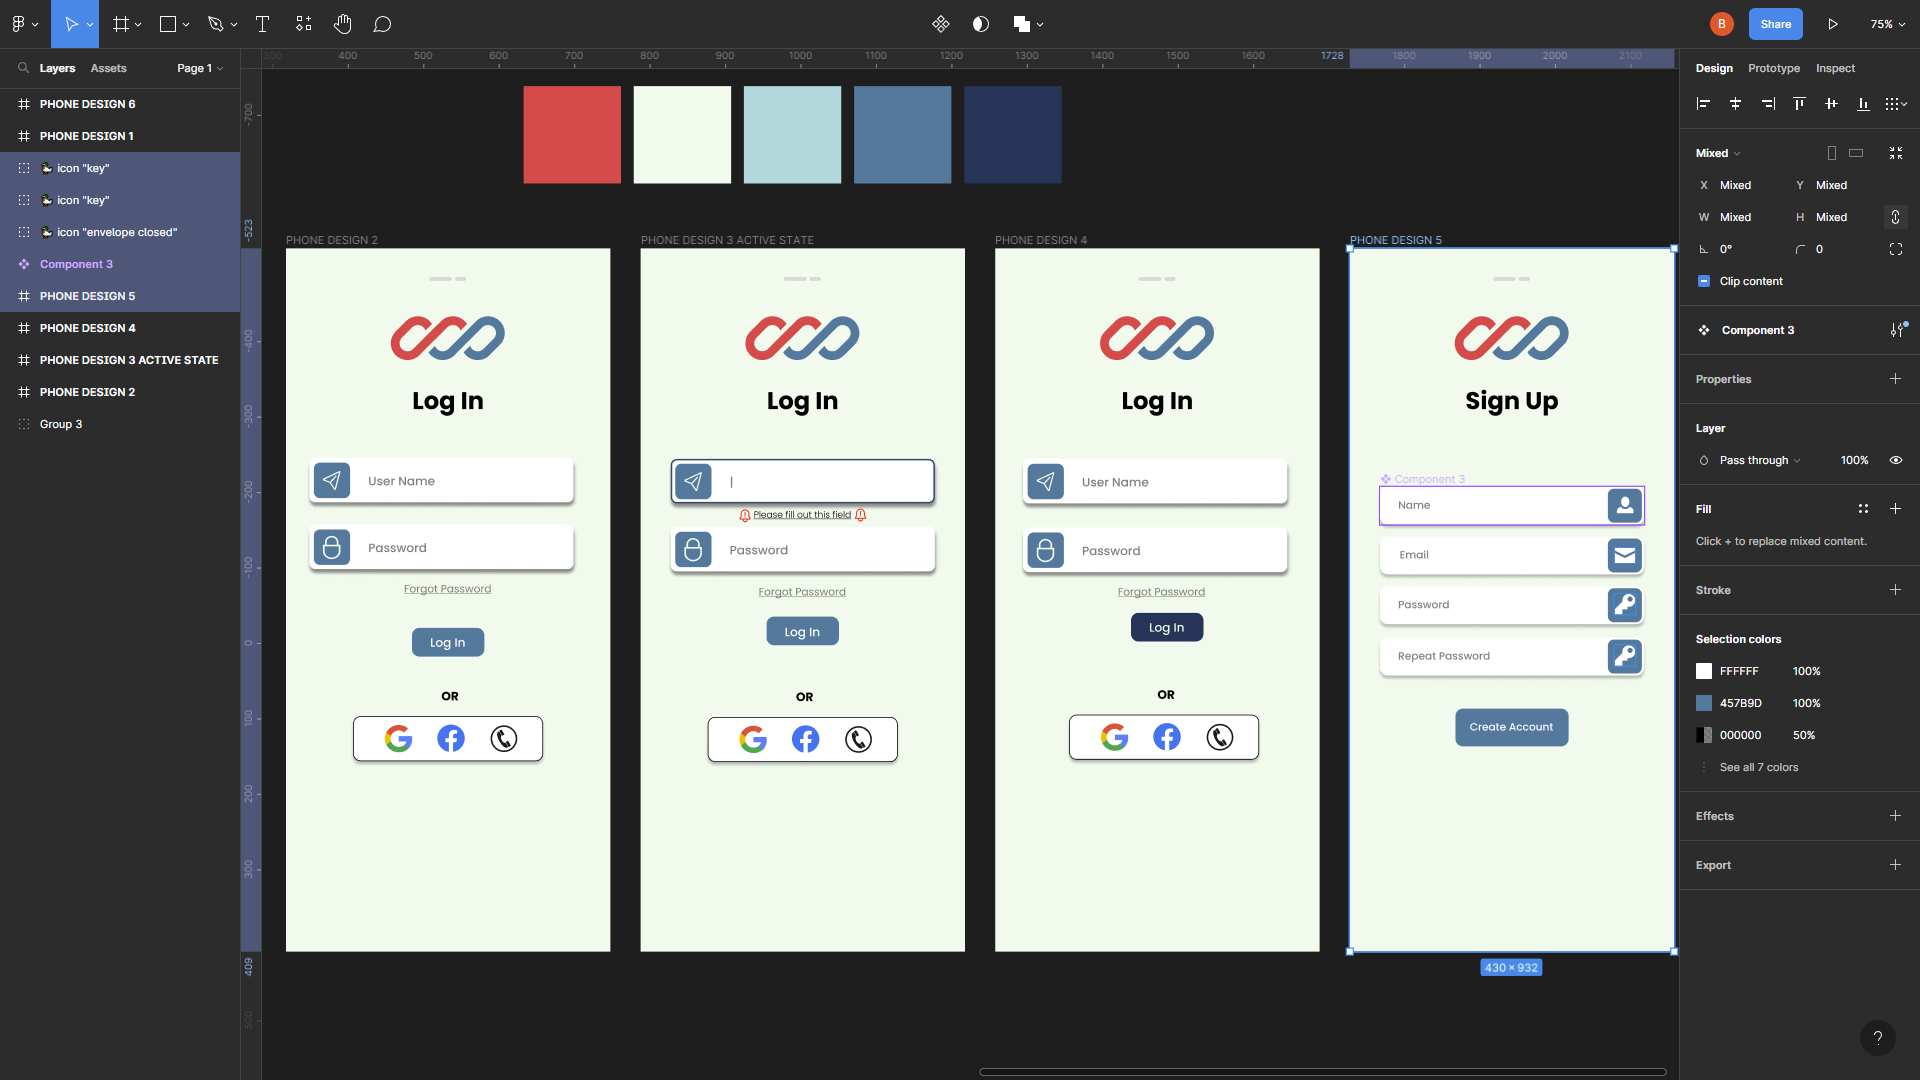 B
Share
75%
Layers
Assets
Page 1
PHONE DESIGN 6
PHONE DESIGN 1
icon "key"
icon "key"
icon "envelope closed"
Component 3
PHONE DESIGN 5
PHONE DESIGN 4
PHONE DESIGN 3 ACTIVE STATE
PHONE DESIGN 2
Group 3
300 400 500 600 700 800 900 1000 1100 1200 1300 1400 1500 1600 1728 1800 1900 2000 2100
-700
-523
-400
-300
-200
-100
0
100
200
300
409
500
PHONE DESIGN 2
Log In
User Name
Password
Forgot Password
Log In
OR
PHONE DESIGN 3 ACTIVE STATE
Log In
|
Please fill out this field
Password
Forgot Password
Log In
OR
PHONE DESIGN 4
Log In
User Name
Password
Forgot Password
Log In
OR
PHONE DESIGN 5
Sign Up
Component 3
Name
Email
Password
Repeat Password
Create Account
430 × 932
Design
Prototype
Inspect
Mixed
X Mixed
Y Mixed
W Mixed
H Mixed
0°
0
Clip content
Component 3
Properties
Layer
Pass through
100%
Fill
Click + to replace mixed content.
Stroke
Selection colors
FFFFFF 100%
457B9D 100%
000000 50%
See all 7 colors
Effects
Export
?